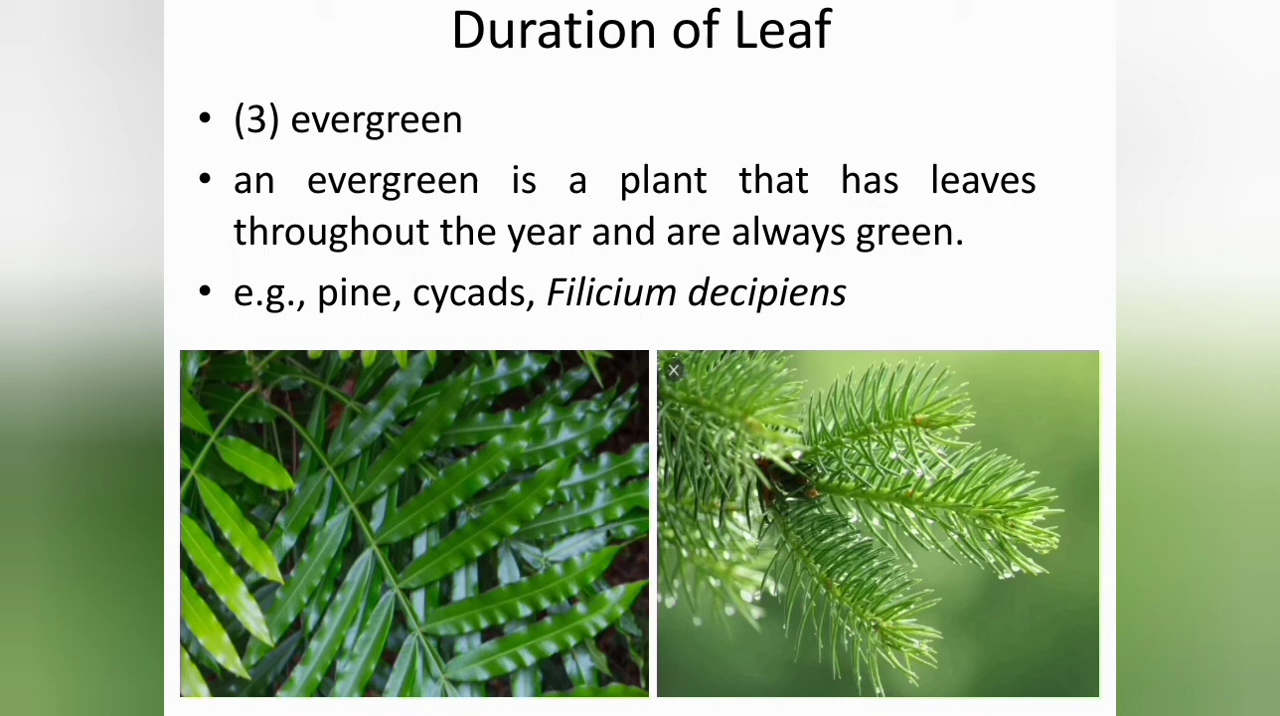 Duration of Leaf
• (3) evergreen
• an evergreen is a plant that has leaves
throughout the year and are always green.
• e.g., pine, cycads, Filicium decipiens